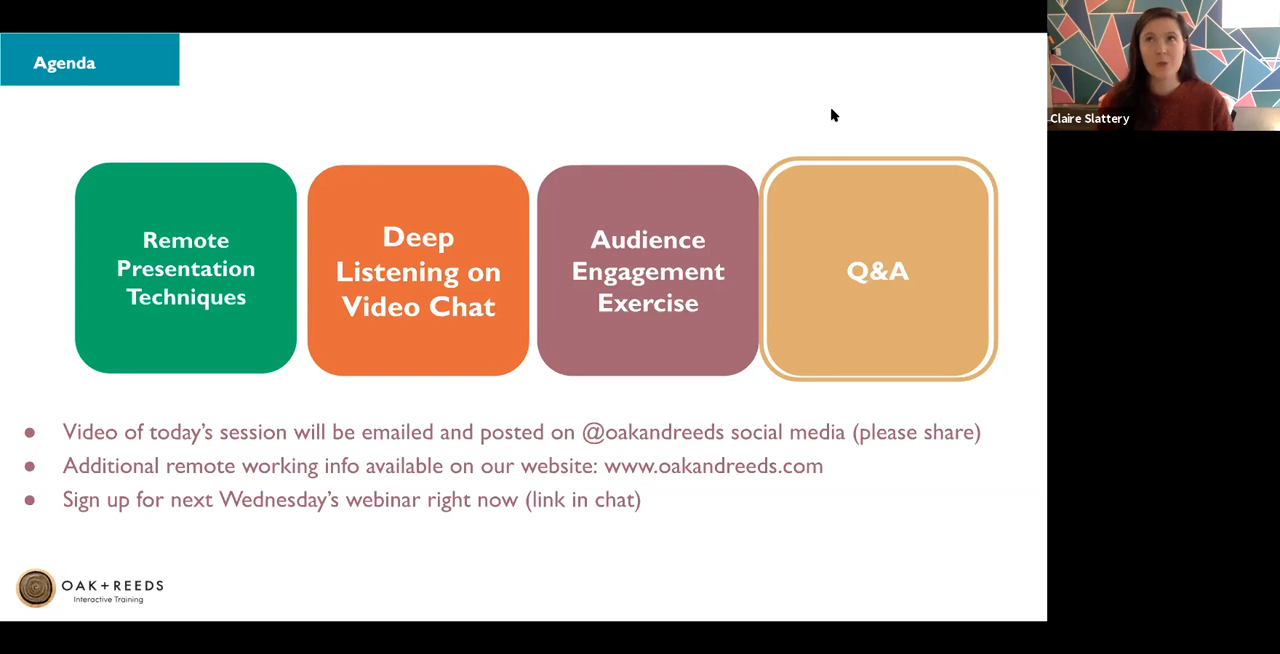 Agenda
Claire Slattery
Remote
Presentation
Techniques
Deep
Listening on
Video Chat
Audience
Engagement
Exercise
Q&A
● Video of today’s session will be emailed and posted on @oakandreeds social media (please share)
● Additional remote working info available on our website: www.oakandreeds.com
● Sign up for next Wednesday’s webinar right now (link in chat)
OAK+REEDS
Interactive Training